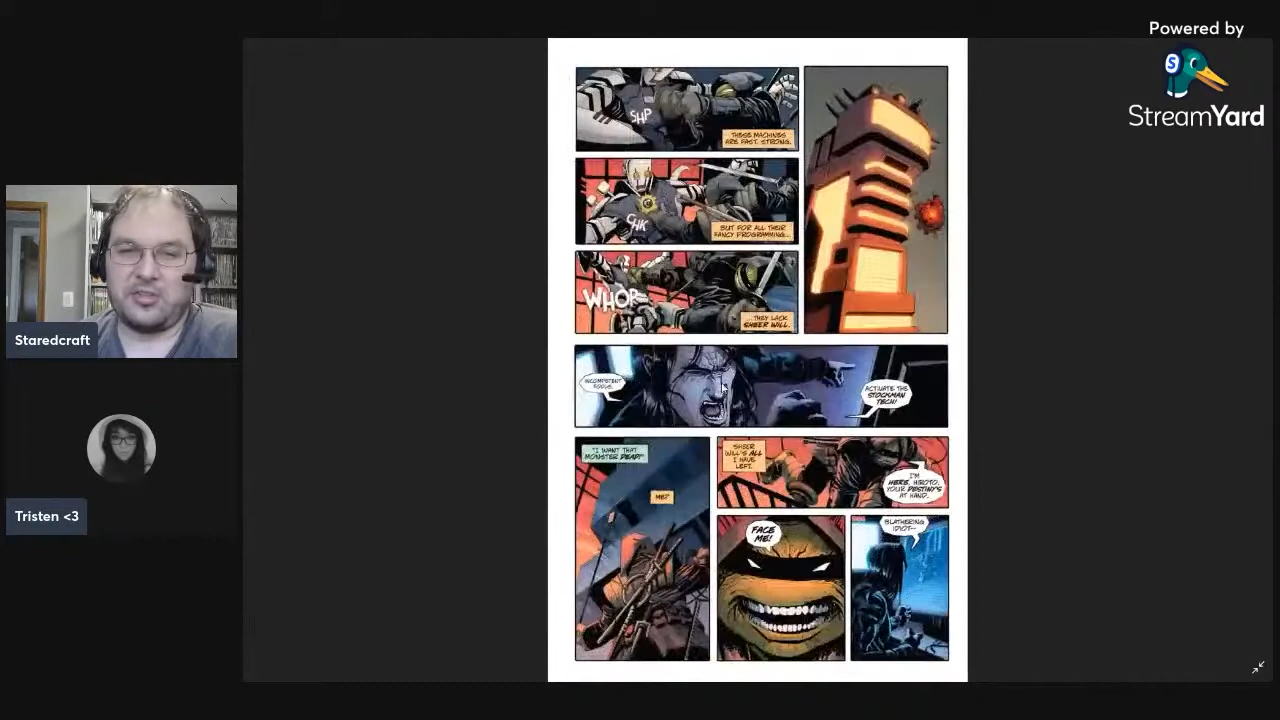 Powered by
S
StreamYard
Staredcraft
Tristen <3
SHP
THESE MACHINES
ARE FAST. STRONG.
CHK
BUT FOR ALL THEIR
FANCY PROGRAMMING...
WHOP
...THEY LACK
SHEER WILL.
INCOMPETENT
FOOLS.
ACTIVATE THE
STOCKMAN
TECH!
"I WANT THAT
MONSTER DEAD!"
ME?
SHEER
WILL'S ALL
I HAVE
LEFT.
I'M
HERE, HIROTO.
YOUR DESTINY'S
AT HAND.
FACE
ME!
BLATHERING
IDIOT--